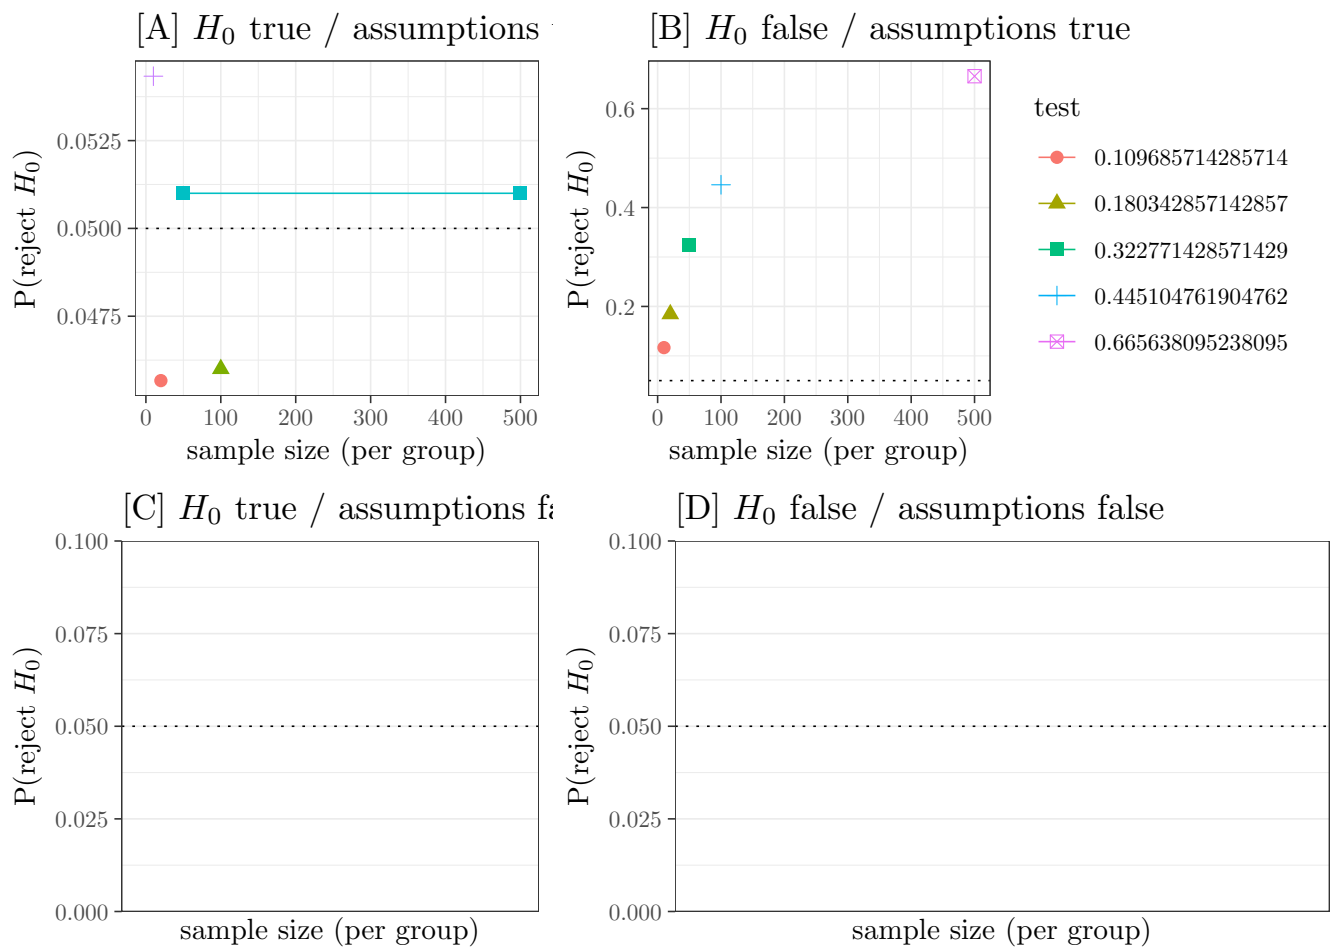 [A] H₀ true / assumptions
[B] H₀ false / assumptions true
P(reject H₀)
0.0525
0.0500
0.0475
0 100 200 300 400 500
sample size (per group)
P(reject H₀)
0.6
0.4
0.2
0 100 200 300 400 500
sample size (per group)
test
0.109685714285714
0.180342857142857
0.322771428571429
0.445104761904762
0.665638095238095
[C] H₀ true / assumptions fa
[D] H₀ false / assumptions false
P(reject H₀)
0.100
0.075
0.050
0.025
0.000
sample size (per group)
P(reject H₀)
0.100
0.075
0.050
0.025
0.000
sample size (per group)